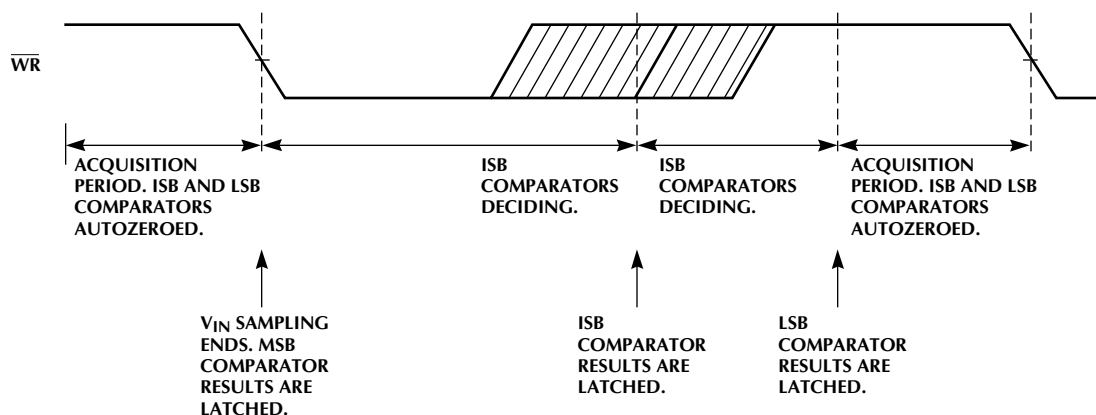 WR
ACQUISITION
PERIOD. ISB AND LSB
COMPARATORS
AUTOZEROED.
ISB
COMPARATORS
DECIDING.
ISB
COMPARATORS
DECIDING.
ACQUISITION
PERIOD. ISB AND LSB
COMPARATORS
AUTOZEROED.
VIN SAMPLING
ENDS. MSB
COMPARATOR
RESULTS ARE
LATCHED.
ISB
COMPARATOR
RESULTS ARE
LATCHED.
LSB
COMPARATOR
RESULTS ARE
LATCHED.